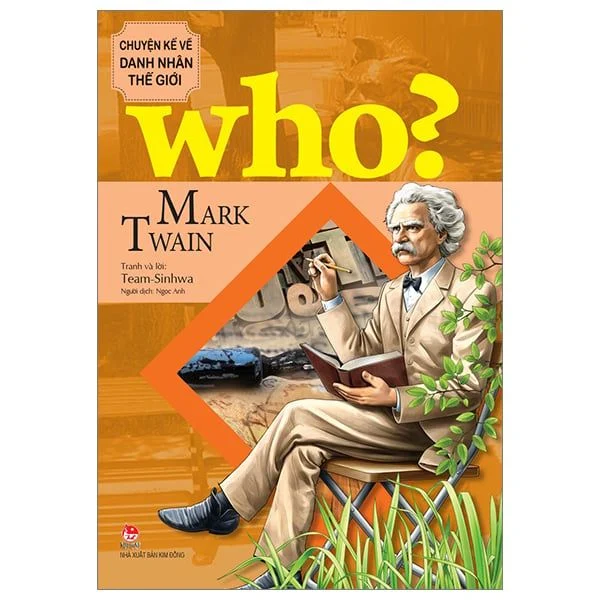 CHUYỆN KỂ VỀ
DANH NHÂN
THẾ GIỚI
who?
MARK
TWAIN
Tranh và lời:
Team-Sinhwa
Người dịch: Ngọc Anh
NHÀ XUẤT BẢN KIM ĐỒNG